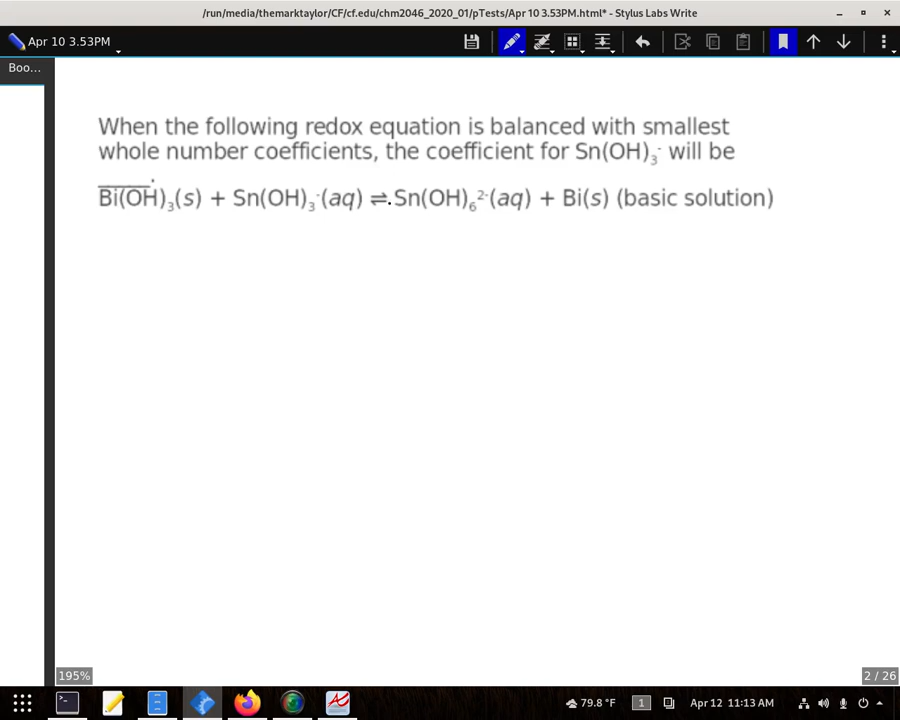 /run/media/themarktaylor/CF/cf.edu/chm2046_2020_01/pTests/Apr 10 3.53PM.html* - Stylus Labs Write
Apr 10 3.53PM
Boo...
When the following redox equation is balanced with smallest
whole number coefficients, the coefficient for Sn(OH)₃⁻ will be
Bi(OH)₃(s) + Sn(OH)₃⁻(aq) ⇌ Sn(OH)₆²⁻(aq) + Bi(s) (basic solution)
195%
2 / 26
79.8 °F
1
Apr 12 11:13 AM